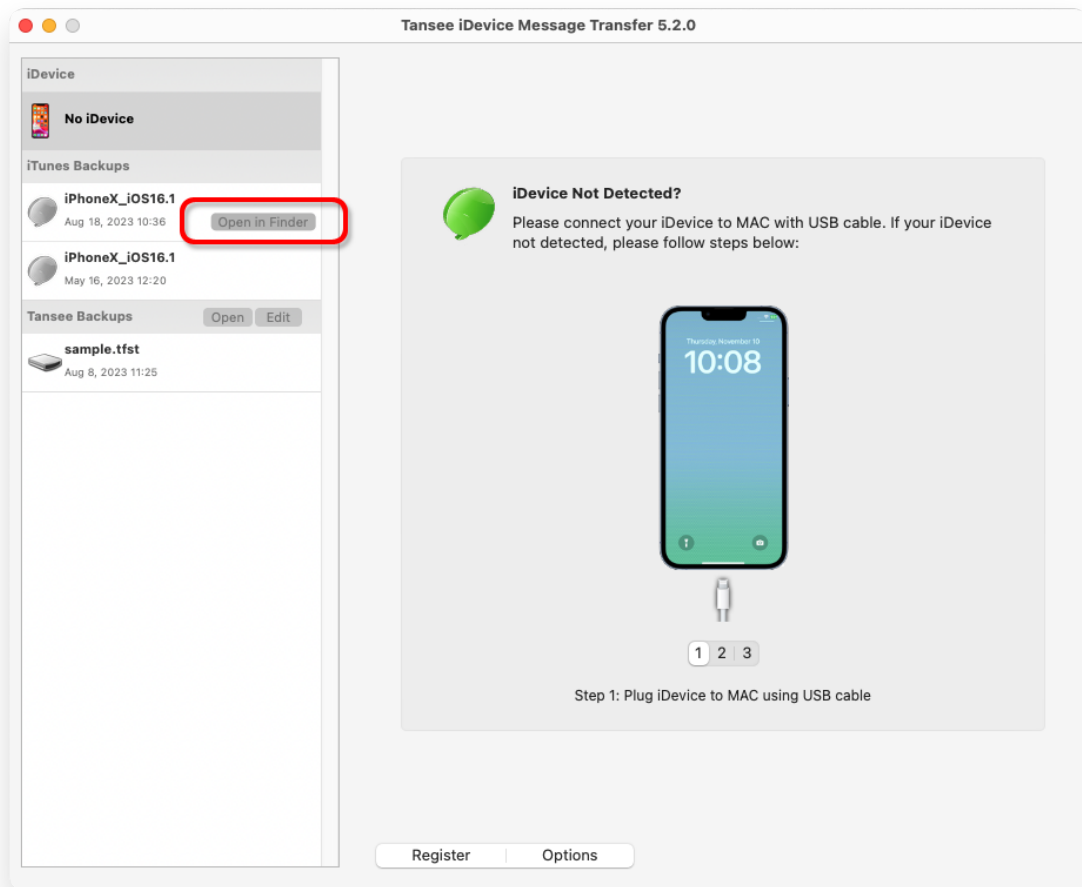 Tansee iDevice Message Transfer 5.2.0
iDevice
No iDevice
iTunes Backups
iPhoneX_iOS16.1
Aug 18, 2023 10:36
Open in Finder
iPhoneX_iOS16.1
May 16, 2023 12:20
Tansee Backups Open Edit
sample.tfst
Aug 8, 2023 11:25
iDevice Not Detected?
Please connect your iDevice to MAC with USB cable. If your iDevice
not detected, please follow steps below:
Thursday, November 10
10:08
1 2 3
Step 1: Plug iDevice to MAC using USB cable
Register Options